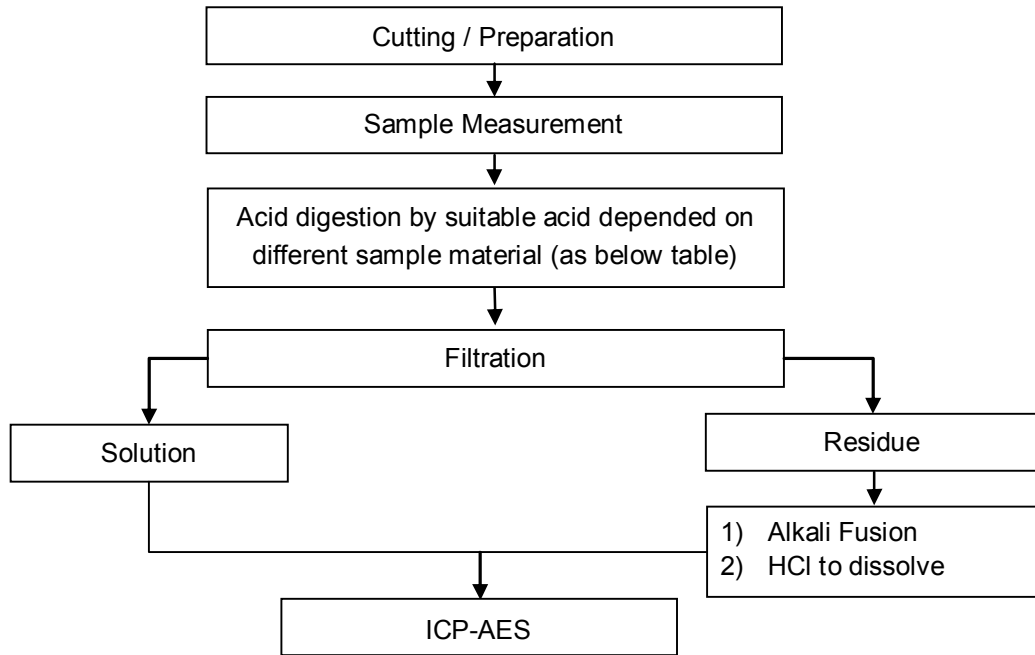 Cutting / Preparation
Sample Measurement
Acid digestion by suitable acid depended on
different sample material (as below table)
Filtration
Solution
Residue
1) Alkali Fusion
2) HCl to dissolve
ICP-AES